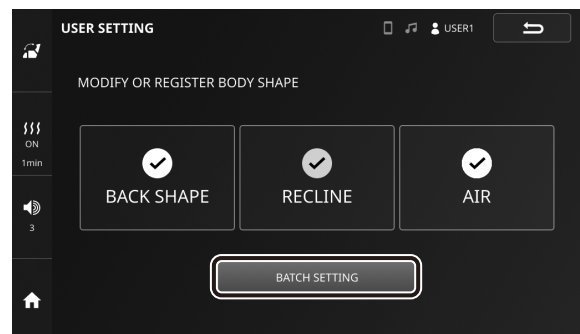 USER SETTING
USER1
MODIFY OR REGISTER BODY SHAPE
ON
1min
3
BACK SHAPE
RECLINE
AIR
BATCH SETTING